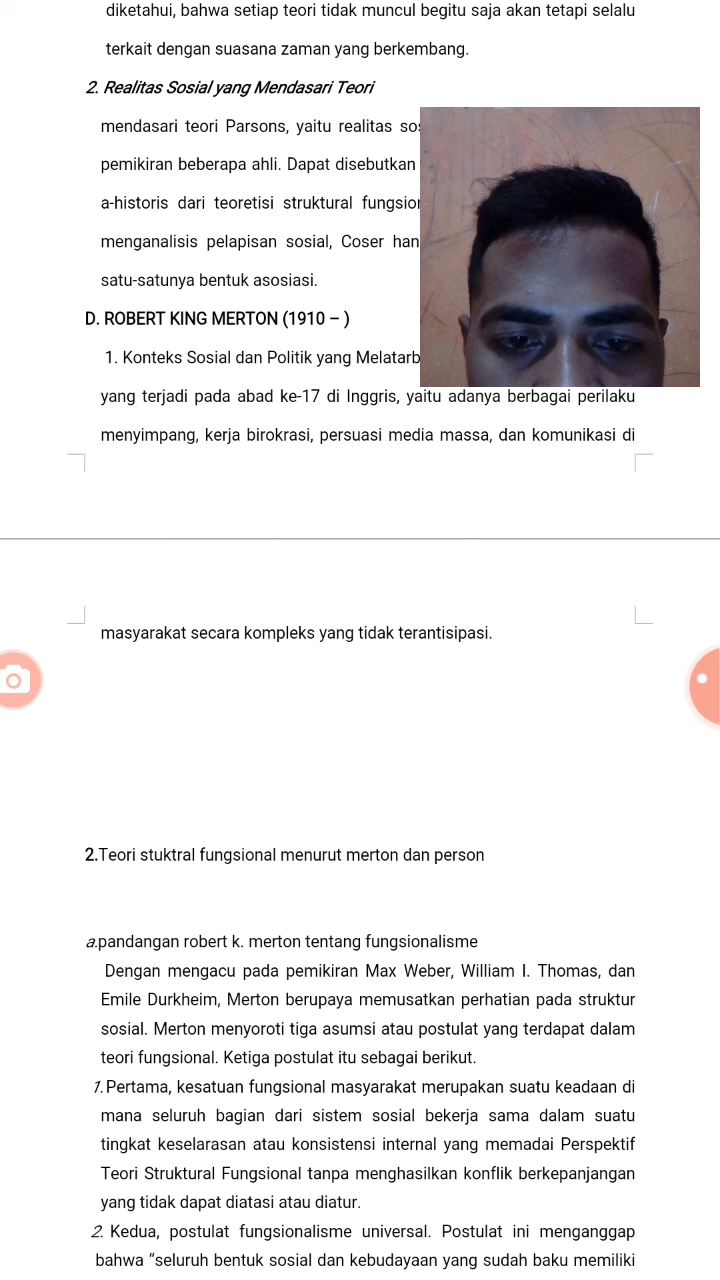 diketahui, bahwa setiap teori tidak muncul begitu saja akan tetapi selalu
terkait dengan suasana zaman yang berkembang.
2. Realitas Sosial yang Mendasari Teori
mendasari teori Parsons, yaitu realitas
pemikiran beberapa ahli. Dapat disebutkan
a-historis dari teoretisi struktural
menganalisis pelapisan sosial, Coser
satu-satunya bentuk asosiasi.
D. ROBERT KING MERTON (1910 – )
1. Konteks Sosial dan Politik yang
yang terjadi pada abad ke-17 di Inggris, yaitu adanya berbagai perilaku
menyimpang, kerja birokrasi, persuasi media massa, dan komunikasi di
masyarakat secara kompleks yang tidak terantisipasi.
2.Teori stuktral fungsional menurut merton dan person
a.pandangan robert k. merton tentang fungsionalisme
Dengan mengacu pada pemikiran Max Weber, William I. Thomas, dan
Emile Durkheim, Merton berupaya memusatkan perhatian pada struktur
sosial. Merton menyoroti tiga asumsi atau postulat yang terdapat dalam
teori fungsional. Ketiga postulat itu sebagai berikut.
1. Pertama, kesatuan fungsional masyarakat merupakan suatu keadaan di
mana seluruh bagian dari sistem sosial bekerja sama dalam suatu
tingkat keselarasan atau konsistensi internal yang memadai Perspektif
Teori Struktural Fungsional tanpa menghasilkan konflik berkepanjangan
yang tidak dapat diatasi atau diatur.
2. Kedua, postulat fungsionalisme universal. Postulat ini menganggap
bahwa “seluruh bentuk sosial dan kebudayaan yang sudah baku memiliki